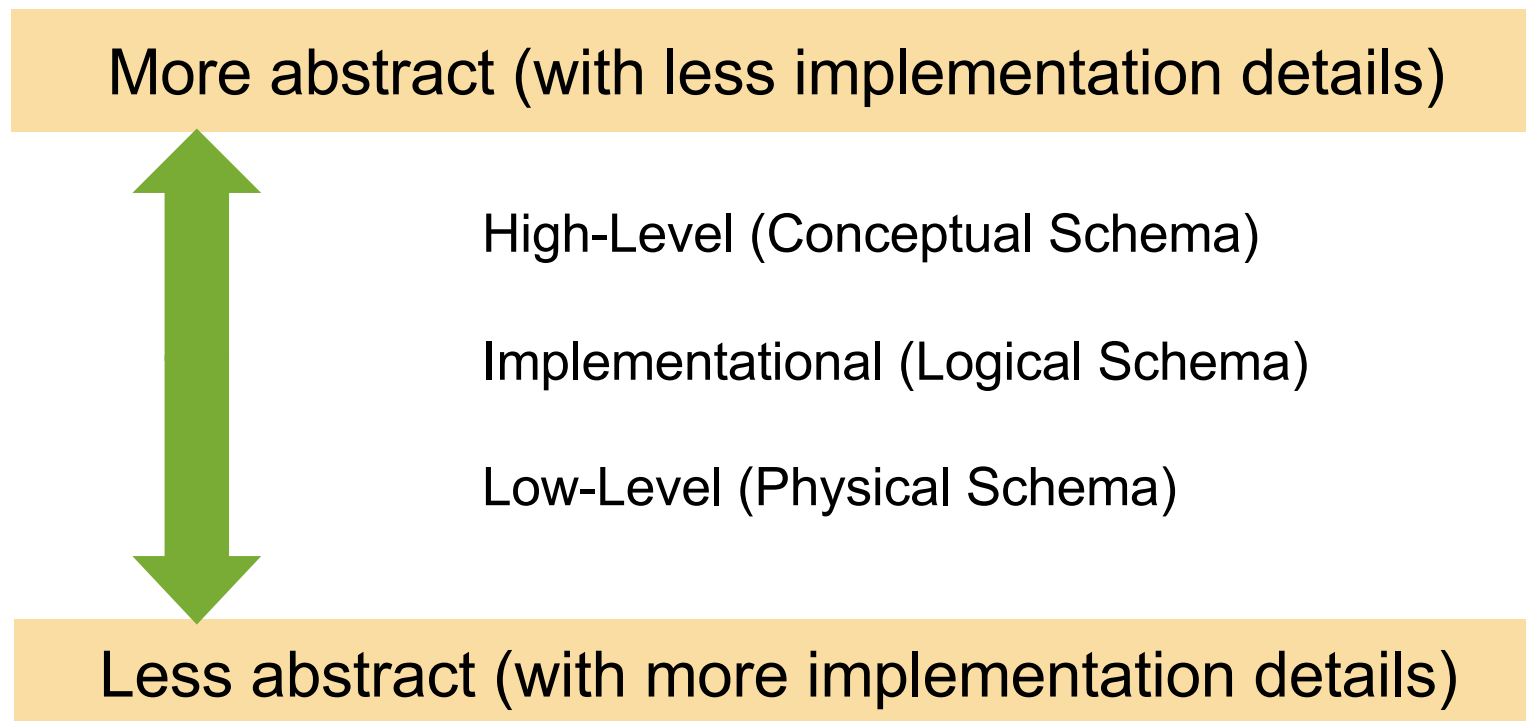 More abstract (with less implementation details)
High-Level (Conceptual Schema)
Implementational (Logical Schema)
Low-Level (Physical Schema)
Less abstract (with more implementation details)